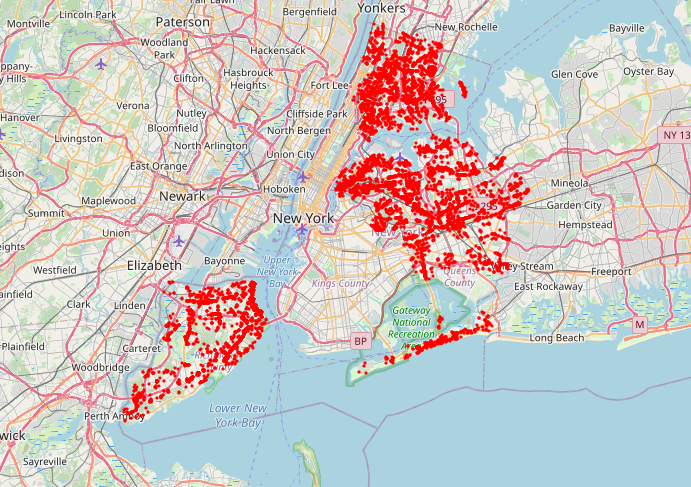 Lincoln Park
Bergenfield
Yonkers
Montville
Paterson
New Rochelle
Bayville
Woodland
Park
Hackensack
Hasbrouck
Heights
Clifton
Fort Lee
Glen Cove
Oyster Bay
y Hills
Verona
Nutley
Cliffside Park
95
Hanover
Bloomfield
North Bergen
NY 13
Livingston
North Arlington
Union City
East Orange
Mineola
Maplewood
Newark
Hoboken
Garden City
Summit
New York
295
Union
Hempstead
Elizabeth
Bayonne
Upper
New York
Bay
Westfield
Kings County
Queens
County
ey Stream
Freeport
East Rockaway
Clark
Linden
Gateway
National
Recreation
Area
M
Plainfield
Carteret
BP
Long Beach
Woodbridge
Perth Amboy
Lower New
York Bay
wick
Sayreville